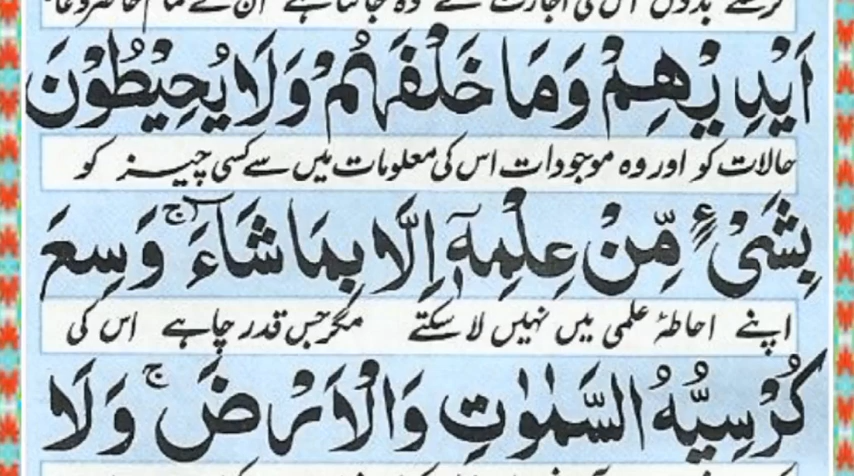 اَيْدِيْهِمْ وَمَا خَلْفَهُمْ وَلَا يُحِيْطُوْنَ
حالات کو اور وہ موجودات اس کی معلومات میں سے کسی چیز کو
بِشَیْءٍ مِّنْ عِلْمِهٖۤ اِلَّا بِمَا شَآءَ ۚ وَسِعَ
اپنے احاطۂ علمی میں نہیں لا سکتے مگر جس قدر چاہے اس کی
كُرْسِيُّهُ السَّمٰوٰتِ وَالْاَرْضَ ۚ وَلَا